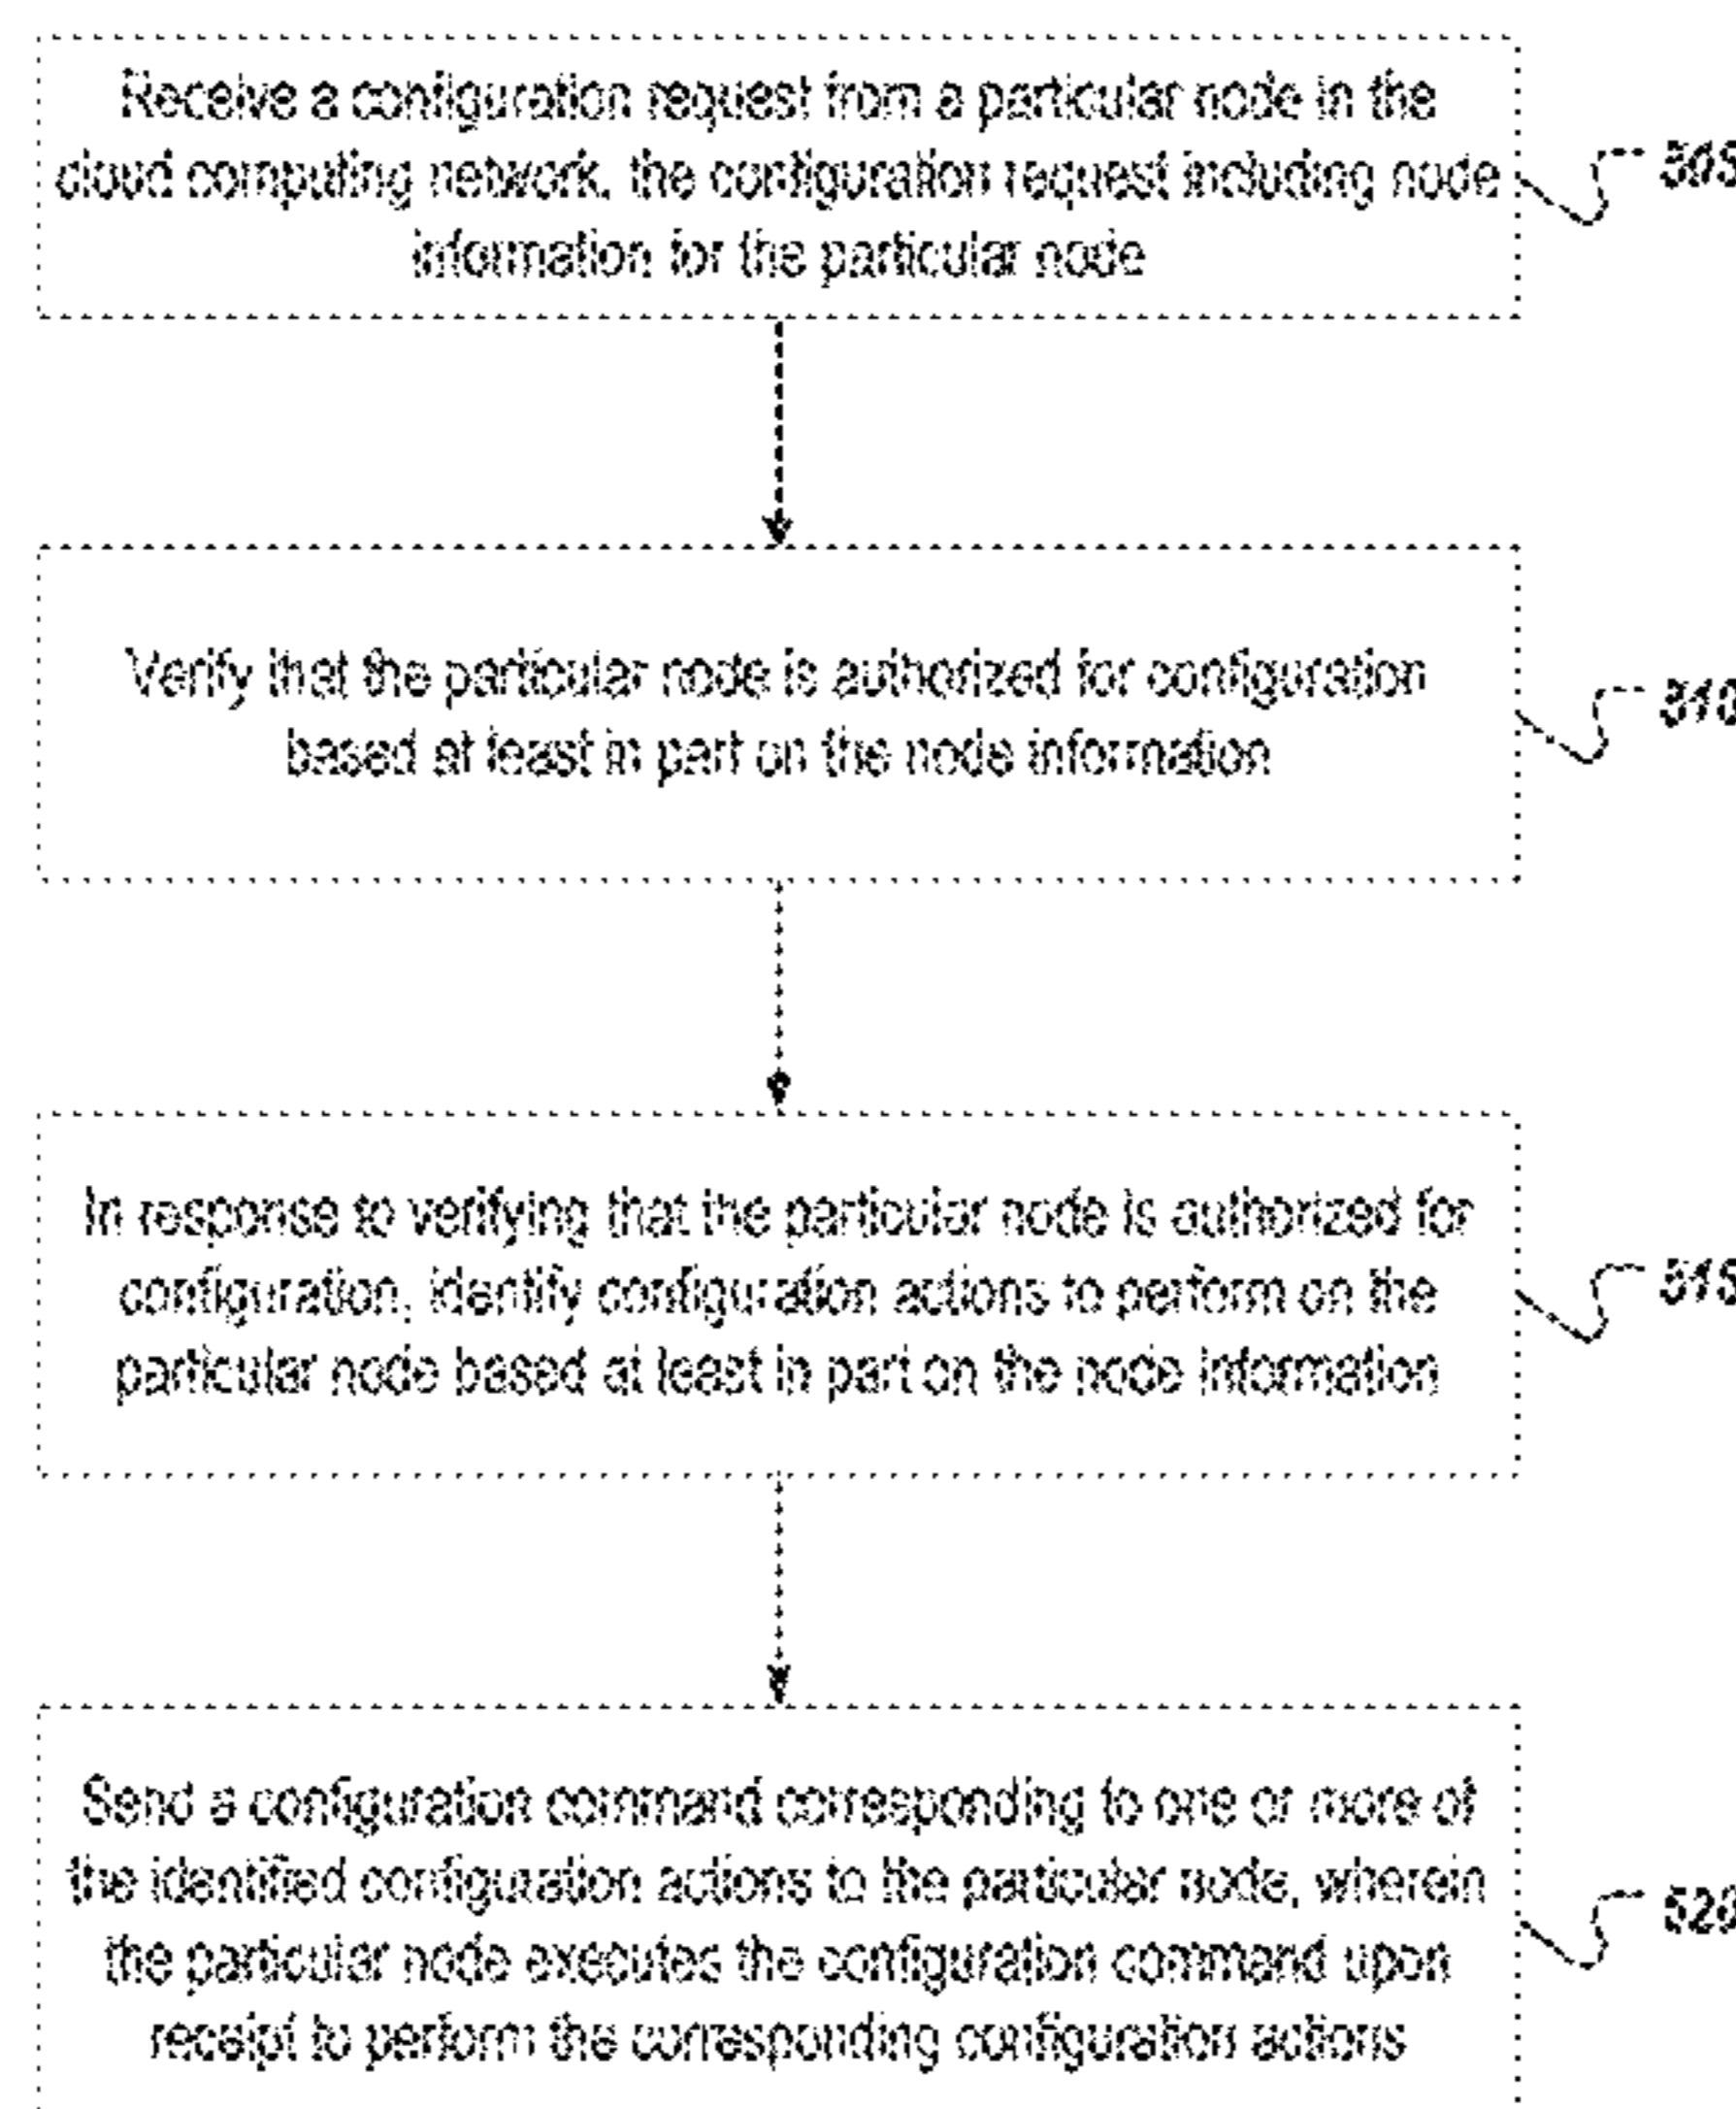 Receive a configuration request from a particular node in the
cloud computing network, the configuration request including node
information for the particular node
505
Verify that the particular node is authorized for configuration
based at least in part on the node information
510
In response to verifying that the particular node is authorized for
configuration, identify configuration actions to perform on the
particular node based at least in part on the node information
515
Send a configuration command corresponding to one or more of
the identified configuration actions to the particular node, wherein
the particular node executes the configuration command upon
receipt to perform the corresponding configuration actions
520